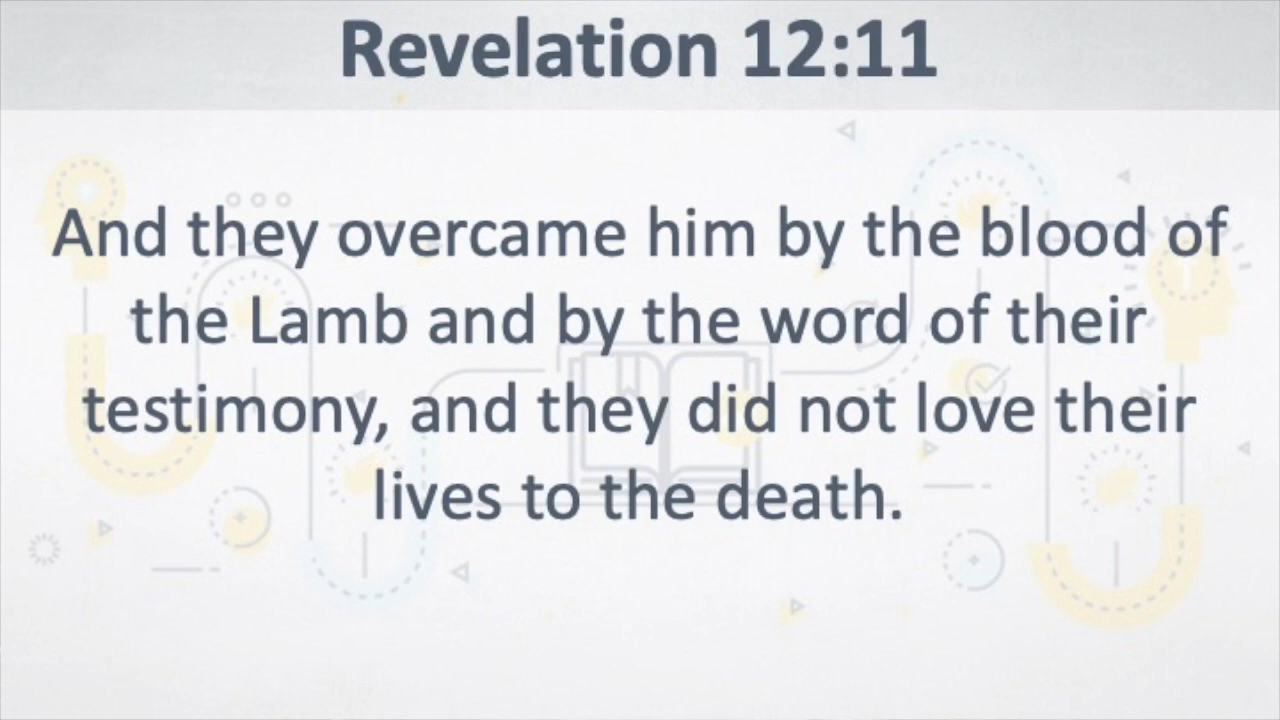 Revelation 12:11
And they overcame him by the blood of
the Lamb and by the word of their
testimony, and they did not love their
lives to the death.